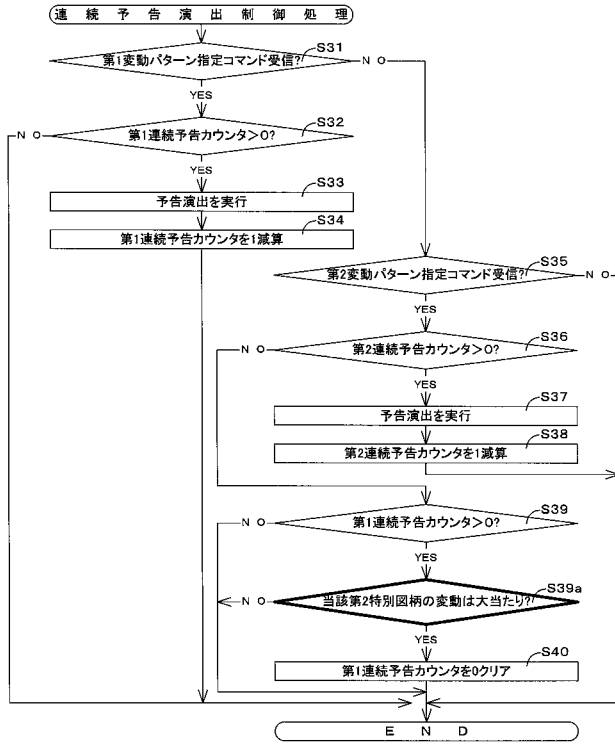 連続予告演出制御処理
S31
第1変動パターン指定コマンド受信?
NO
YES
S32
第1連続予告カウンタ>0?
NO
YES
S33
予告演出を実行
S34
第1連続予告カウンタを1減算
S35
第2変動パターン指定コマンド受信?
NO
YES
S36
第2連続予告カウンタ>0?
NO
YES
S37
予告演出を実行
S38
第2連続予告カウンタを1減算
S39
第1連続予告カウンタ>0?
NO
YES
S39a
当該第2特別図柄の変動は大当たり?
NO
YES
S40
第1連続予告カウンタを0クリア
END